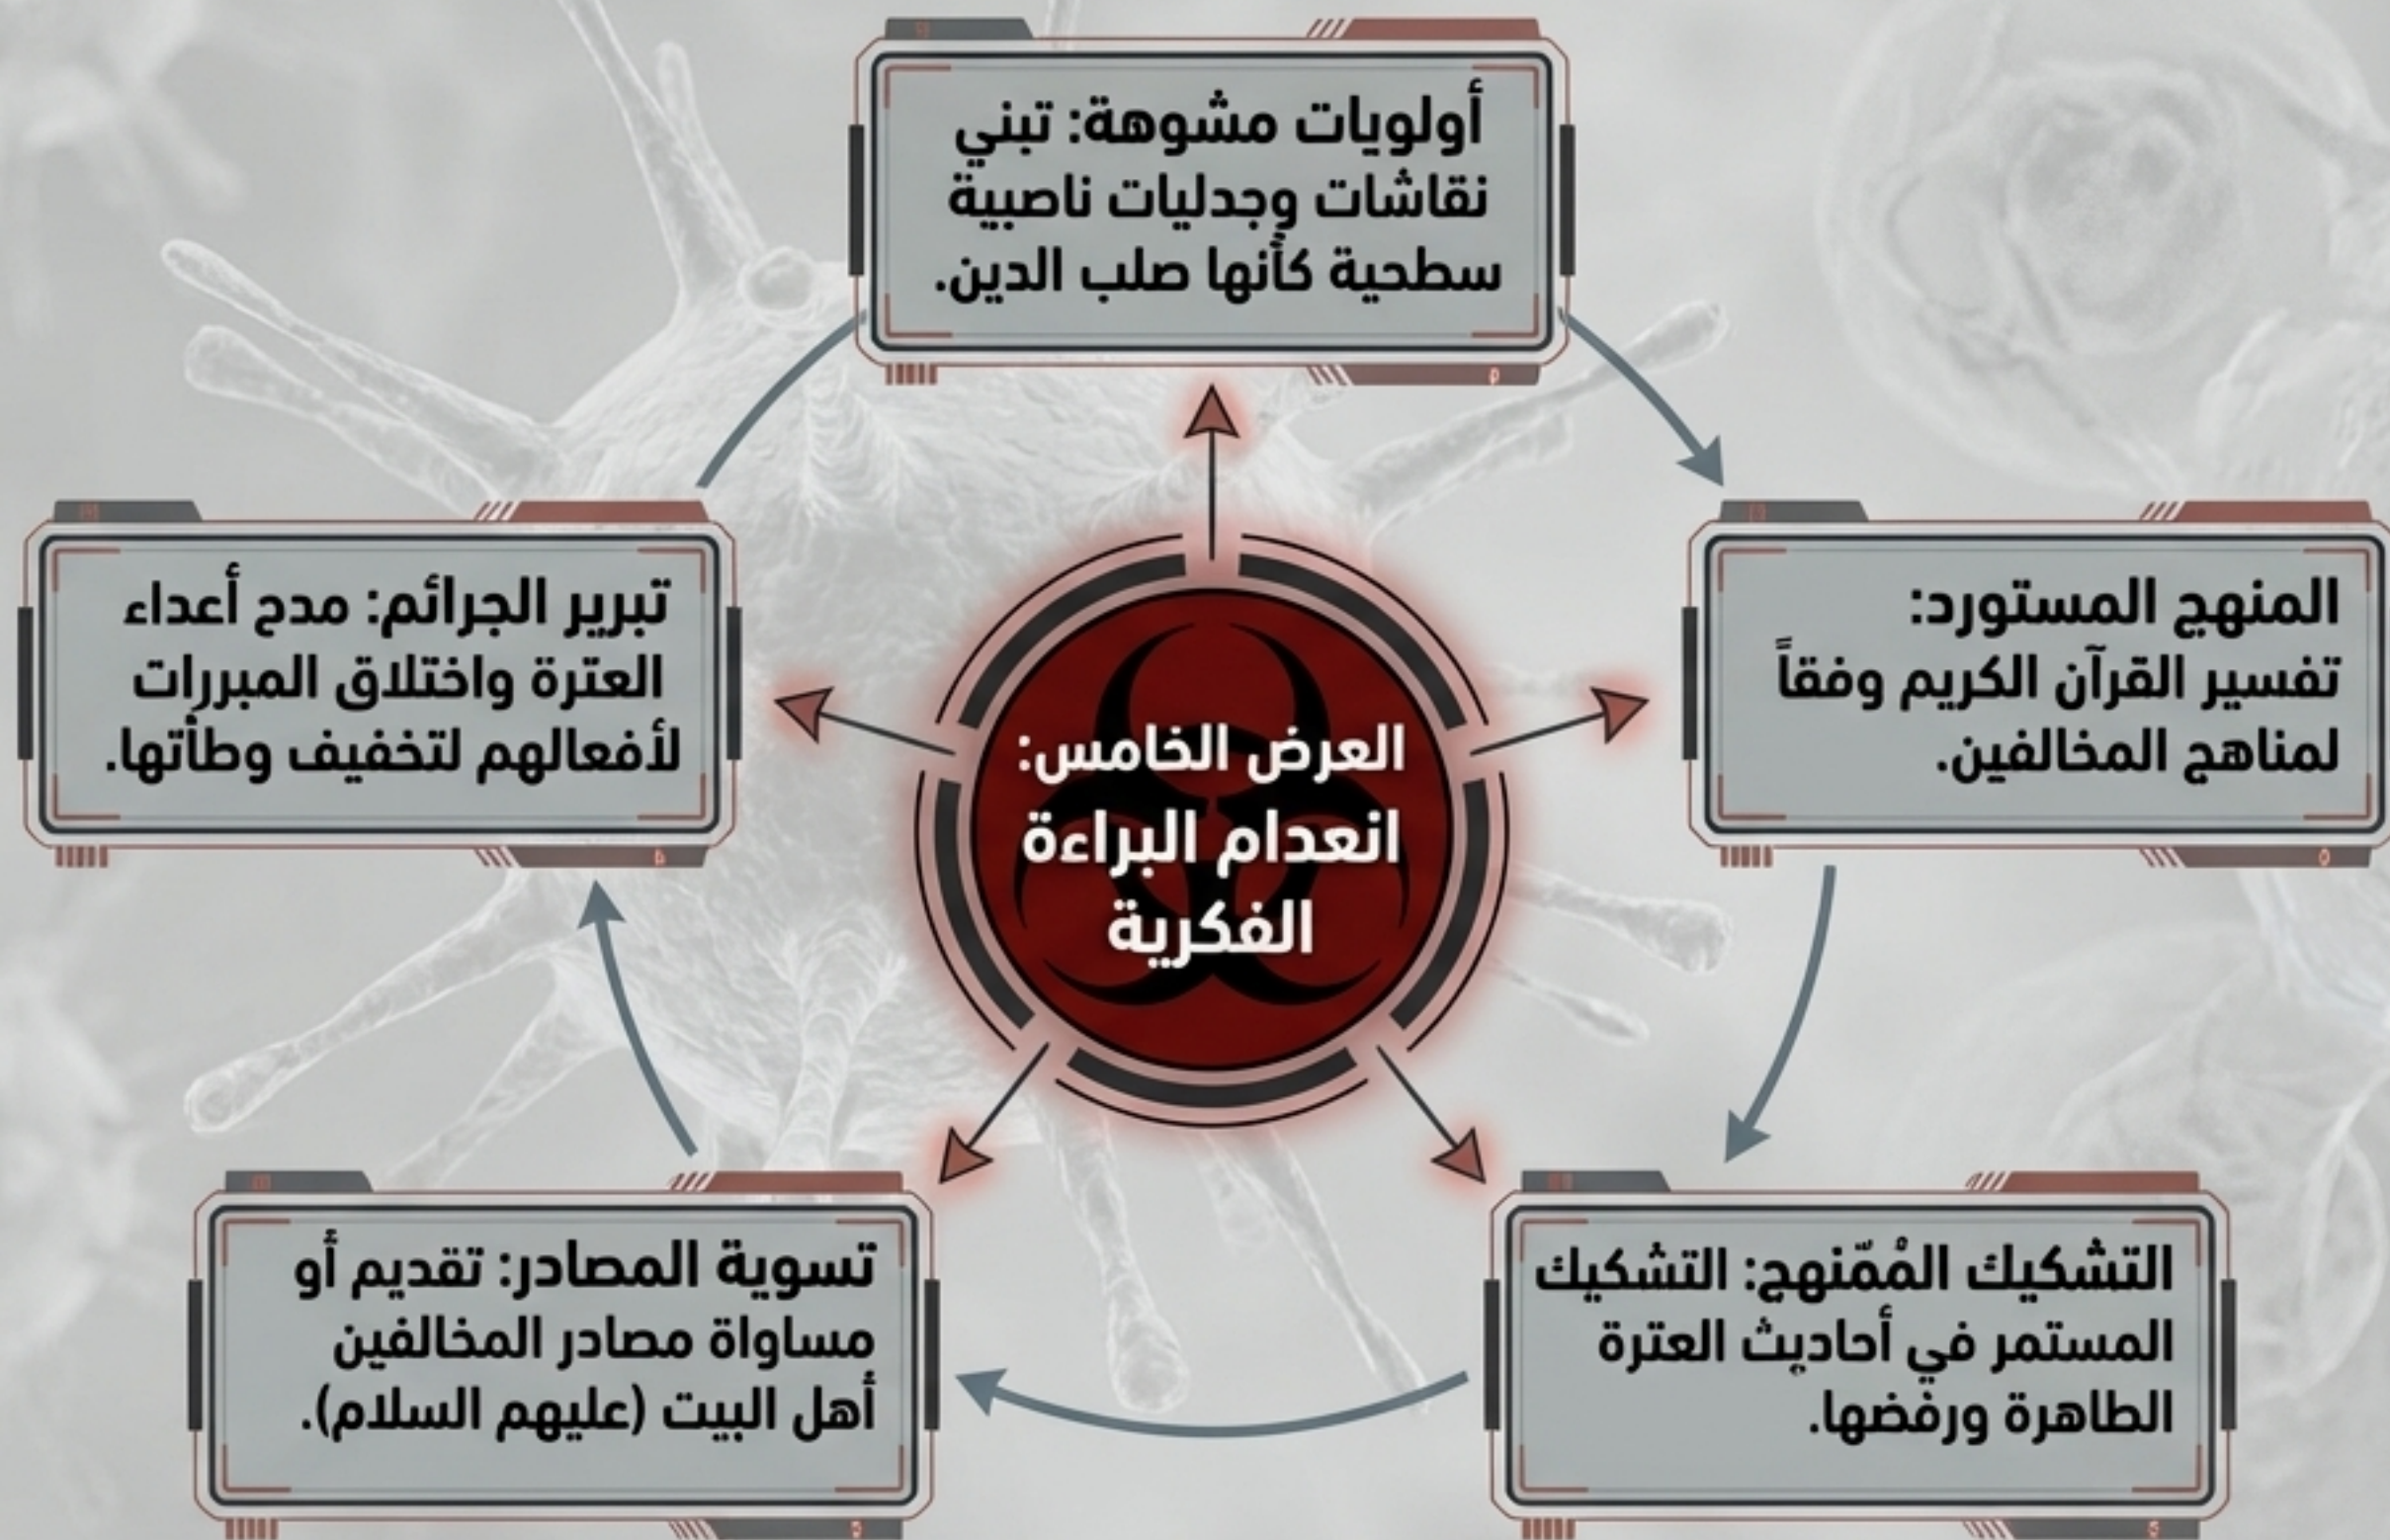 أولويات مشوهة: تبني
نقاشات وجدليات ناصبية
سطحية كأنها صلب الدين.
المنهج المستورد:
تفسير القرآن الكريم وفقاً
لمناهج المخالفين.
تبرير الجرائم: مدح أعداء
العترة واختلاق المبررات
لأفعالهم لتخفيف وطأتها.
العرض الخامس:
انعدام البراءة
الفكرية
التشكيك المُمّنهج: التشكيك
المستمر في أحاديث العترة
الطاهرة ورفضها.
تسوية المصادر: تقديم أو
مساواة مصادر المخالفين
أهل البيت (عليهم السلام).